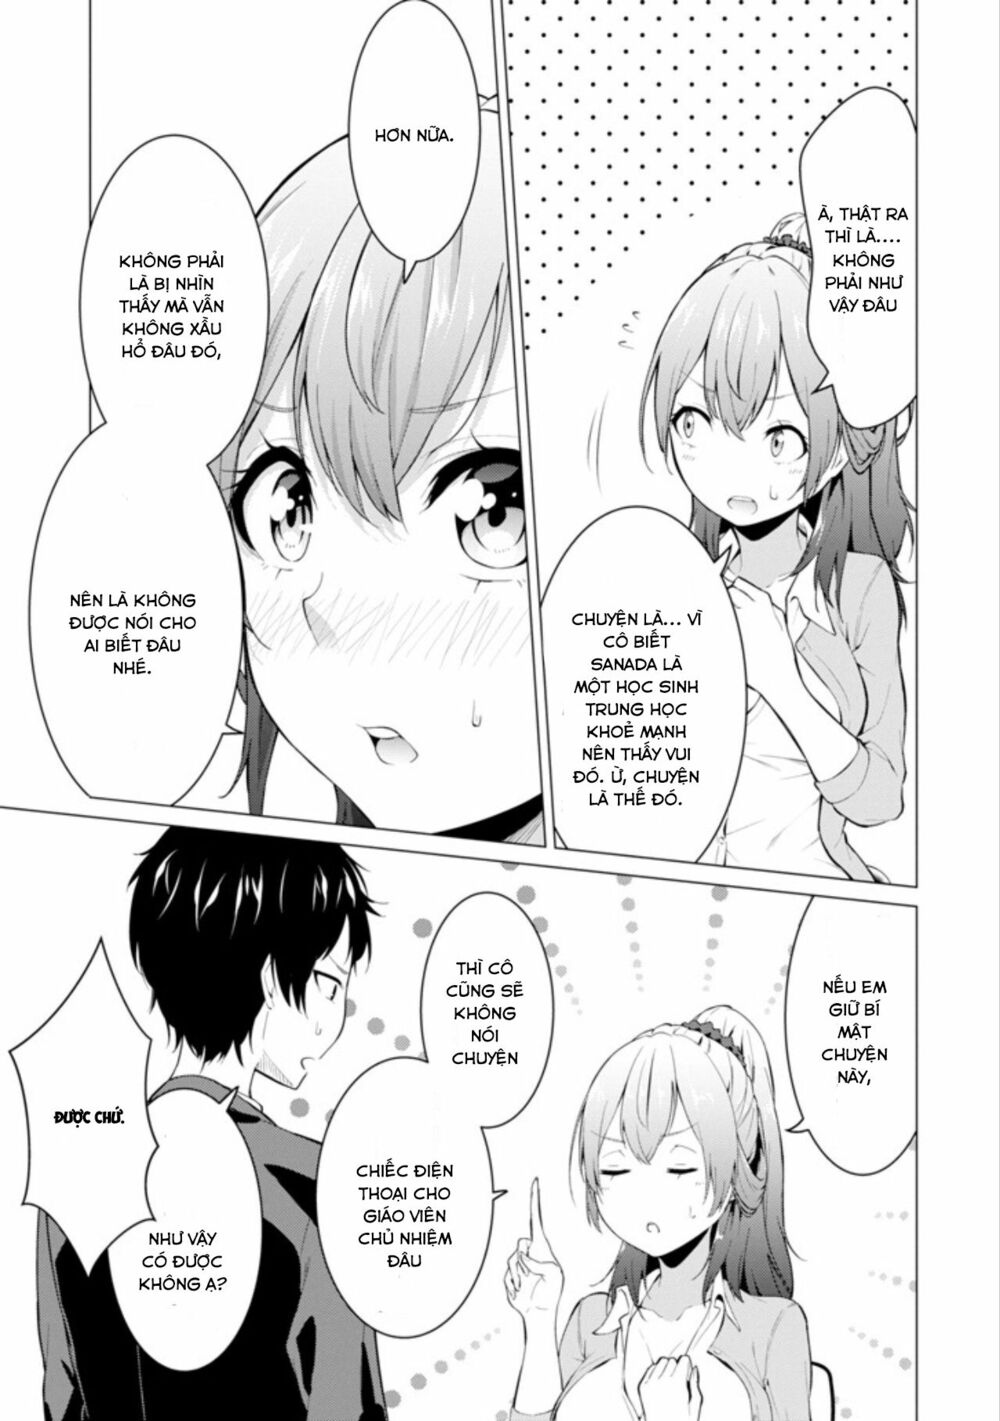 À, THẬT RA
THÌ LÀ....
KHÔNG
PHẢI NHƯ
VẬY ĐÂU
CHUYỆN LÀ... VÌ
CÔ BIẾT
SANADA LÀ
MỘT HỌC SINH
TRUNG HỌC
KHOẺ MẠNH
NÊN THẤY VUI
ĐÓ. Ừ, CHUYỆN
LÀ THẾ ĐÓ.
HƠN NỮA.
KHÔNG PHẢI
LÀ BỊ NHÌN
THẤY MÀ VẪN
KHÔNG XẦU
HỔ ĐÂU ĐÓ,
NÊN LÀ KHÔNG
ĐƯỢC NÓI CHO
AI BIẾT ĐÂU
NHÉ.
NẾU EM
GIỮ BÍ
MẬT
CHUYỆN
NÀY,
THÌ CÔ
CŨNG SẼ
KHÔNG
NÓI
CHUYỆN
CHIẾC ĐIỆN
THOẠI CHO
GIÁO VIÊN
CHỦ NHIỆM
ĐÂU
NHƯ VẬY
CÓ ĐƯỢC
KHÔNG Ạ?
ĐƯỢC CHỨ.